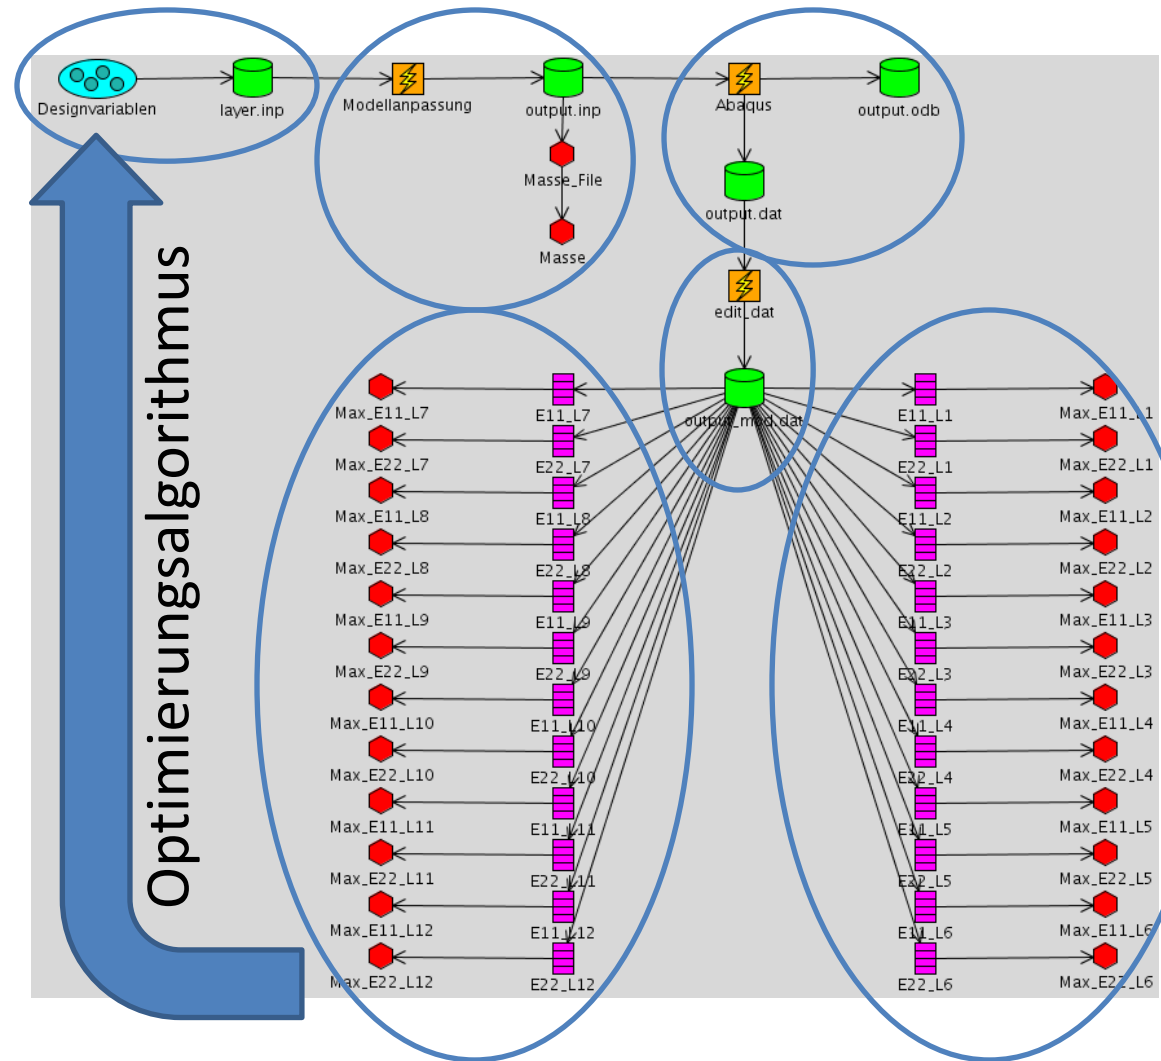 Designvariablen
layer.inp
Modellanpassung
output.inp
Abaqus
output.odb
Masse_File
output.dat
Masse
edit_dat
output_mod.dat
Optimierungsalgorithmus
Max_E11_L7
E11_L7
E11_L1
Max_E11_L1
Max_E22_L7
E22_L7
E22_L1
Max_E22_L1
Max_E11_L8
E11_L8
E11_L2
Max_E11_L2
Max_E22_L8
E22_L8
E22_L2
Max_E22_L2
Max_E11_L9
E11_L9
E11_L3
Max_E11_L3
Max_E22_L9
E22_L9
E22_L3
Max_E22_L3
Max_E11_L10
E11_L10
E11_L4
Max_E11_L4
Max_E22_L10
E22_L10
E22_L4
Max_E22_L4
Max_E11_L11
E11_L11
E11_L5
Max_E11_L5
Max_E22_L11
E22_L11
E22_L5
Max_E22_L5
Max_E11_L12
E11_L12
E11_L6
Max_E11_L6
Max_E22_L12
E22_L12
E22_L6
Max_E22_L6